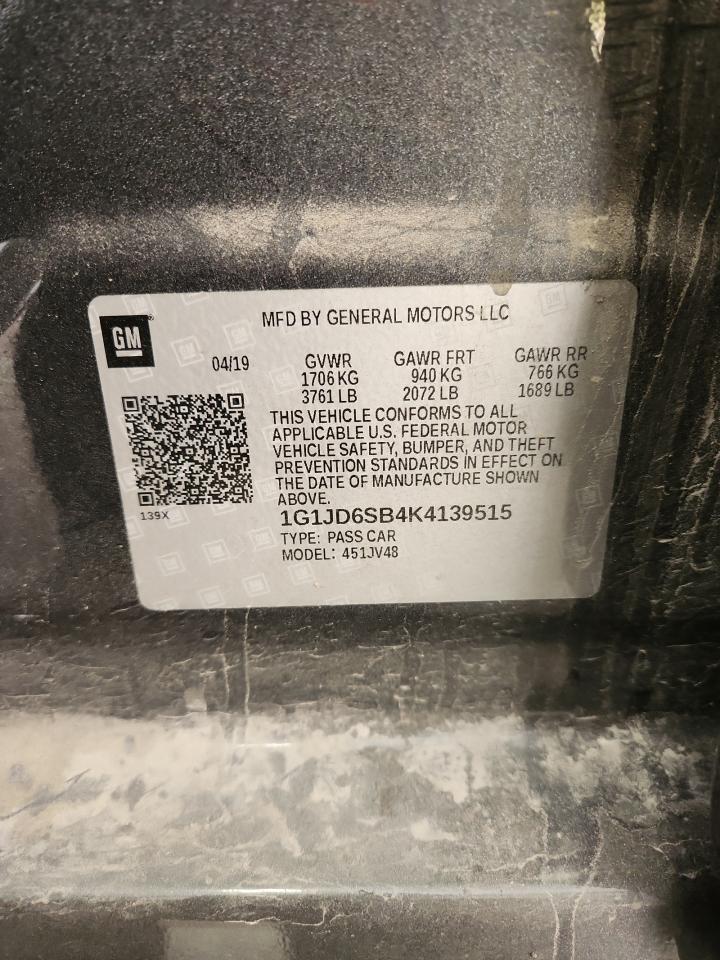 GM
MFD BY GENERAL MOTORS LLC
04/19
GVWR GAWR FRT GAWR RR
1706 KG 940 KG 766 KG
3761 LB 2072 LB 1689 LB
THIS VEHICLE CONFORMS TO ALL
APPLICABLE U.S. FEDERAL MOTOR
VEHICLE SAFETY, BUMPER, AND THEFT
PREVENTION STANDARDS IN EFFECT ON
THE DATE OF MANUFACTURE SHOWN
ABOVE.
139X
1G1JD6SB4K4139515
TYPE: PASS CAR
MODEL: 451JV48